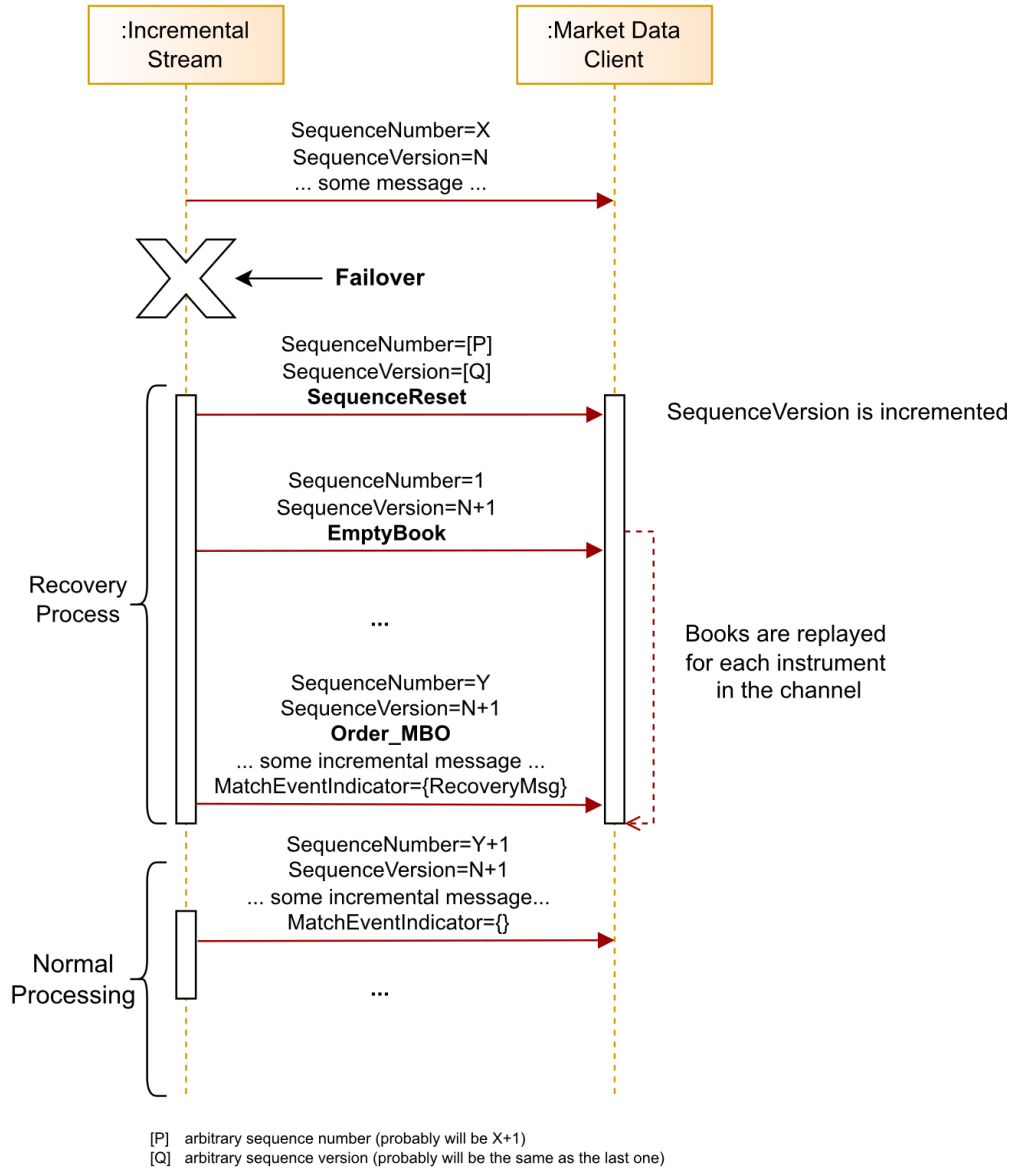 :Incremental
Stream
:Market Data
Client
SequenceNumber=X
SequenceVersion=N
... some message ...
Failover
SequenceNumber=[P]
SequenceVersion=[Q]
SequenceReset
SequenceVersion is incremented
SequenceNumber=1
SequenceVersion=N+1
EmptyBook
Recovery
Process
...
Books are replayed
for each instrument
in the channel
SequenceNumber=Y
SequenceVersion=N+1
Order_MBO
... some incremental message ...
MatchEventIndicator={RecoveryMsg}
SequenceNumber=Y+1
SequenceVersion=N+1
... some incremental message...
MatchEventIndicator={}
Normal
Processing
...
[P] arbitrary sequence number (probably will be X+1)
[Q] arbitrary sequence version (probably will be the same as the last one)